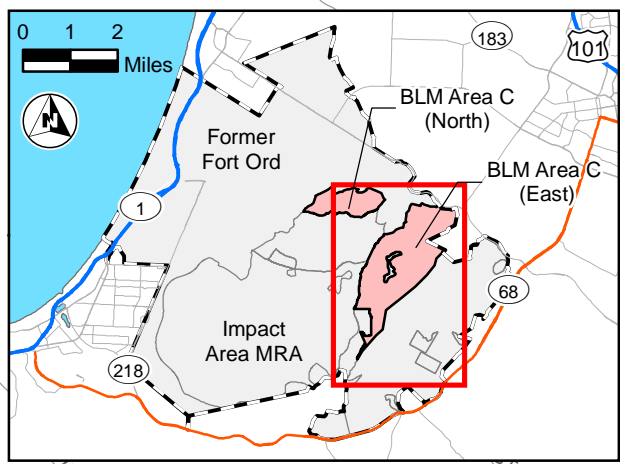 0 1 2
Miles
N
183
101
BLM Area C
(North)
Former
Fort Ord
BLM Area C
(East)
1
68
Impact
Area MRA
218